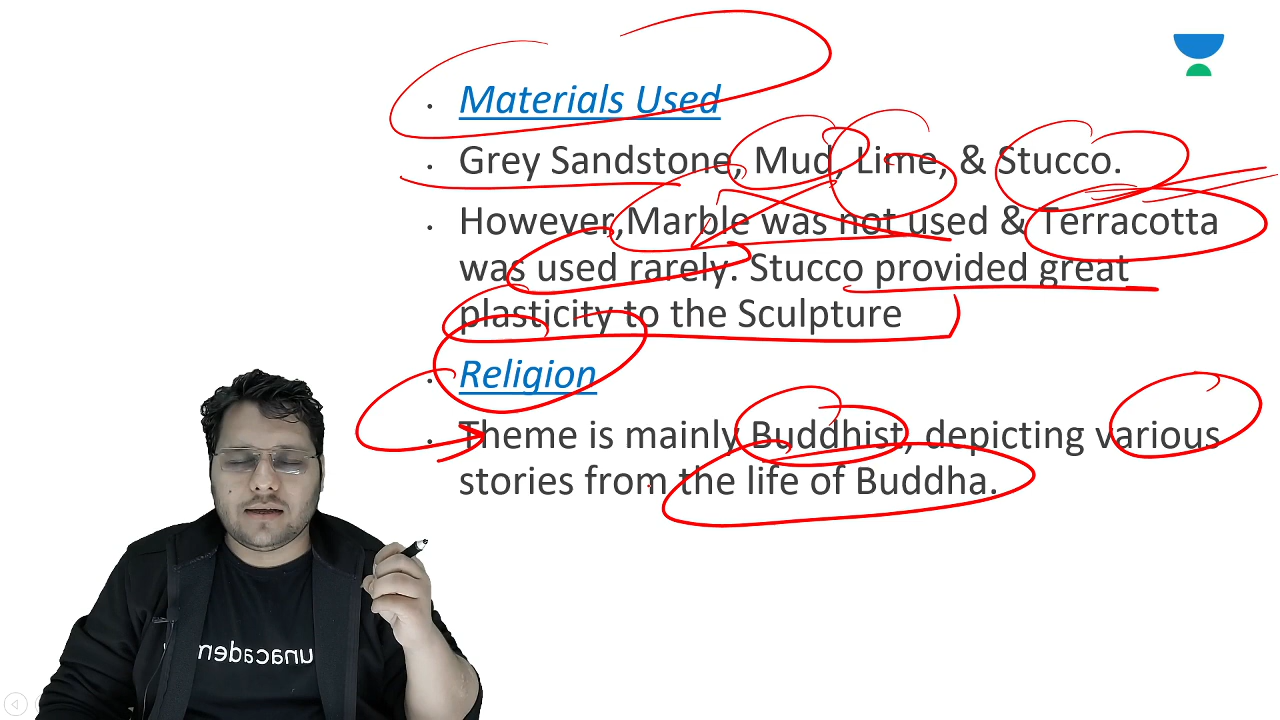 Materials Used
Grey Sandstone, Mud, Lime, & Stucco.
However,Marble was not used & Terracotta
was used rarely. Stucco provided great
plasticity to the Sculpture
Religion
Theme is mainly Buddhist, depicting various
stories from the life of Buddha.
unacadem